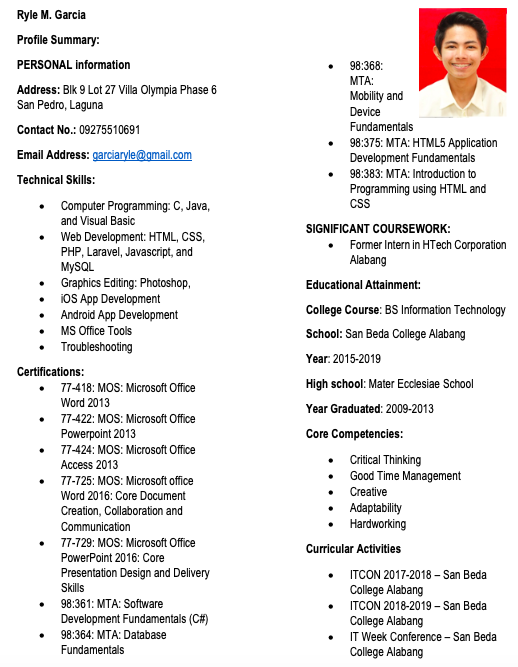 Ryle M. Garcia
Profile Summary:
PERSONAL information
Address: Blk 9 Lot 27 Villa Olympia Phase 6
San Pedro, Laguna
Contact No.: 09275510691
Email Address: garciaryle@gmail.com
Technical Skills:
• Computer Programming: C, Java,
and Visual Basic
• Web Development: HTML, CSS,
PHP, Laravel, Javascript, and
MySQL
• Graphics Editing: Photoshop,
• iOS App Development
• Android App Development
• MS Office Tools
• Troubleshooting
Certifications:
• 77-418: MOS: Microsoft Office
Word 2013
• 77-422: MOS: Microsoft Office
Powerpoint 2013
• 77-424: MOS: Microsoft Office
Access 2013
• 77-725: MOS: Microsoft office
Word 2016: Core Document
Creation, Collaboration and
Communication
• 77-729: MOS: Microsoft Office
PowerPoint 2016: Core
Presentation Design and Delivery
Skills
• 98:361: MTA: Software
Development Fundamentals (C#)
• 98:364: MTA: Database
Fundamentals
• 98:368:
MTA:
Mobility and
Device
Fundamentals
• 98:375: MTA: HTML5 Application
Development Fundamentals
• 98:383: MTA: Introduction to
Programming using HTML and
CSS
SIGNIFICANT COURSEWORK:
• Former Intern in HTech Corporation
Alabang
Educational Attainment:
College Course: BS Information Technology
School: San Beda College Alabang
Year: 2015-2019
High school: Mater Ecclesiae School
Year Graduated: 2009-2013
Core Competencies:
• Critical Thinking
• Good Time Management
• Creative
• Adaptability
• Hardworking
Curricular Activities
• ITCON 2017-2018 – San Beda
College Alabang
• ITCON 2018-2019 – San Beda
College Alabang
• IT Week Conference – San Beda
College Alabang